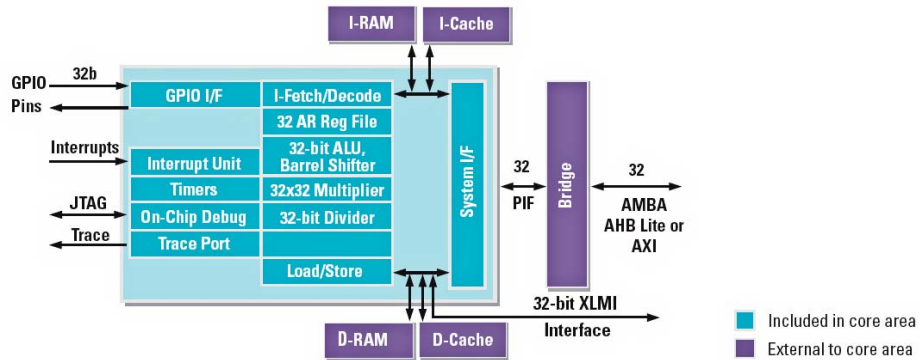 I-RAM
I-Cache
GPIO
32b
Pins
GPIO I/F
I-Fetch/Decode
32 AR Reg File
32-bit ALU,
Barrel Shifter
Interrupts
Interrupt Unit
Timers
32x32 Multiplier
JTAG
On-Chip Debug
32-bit Divider
Trace
Trace Port
Load/Store
System I/F
32
PIF
Bridge
32
AMBA
AHB Lite or
AXI
32-bit XLMI
Interface
D-RAM
D-Cache
Included in core area
External to core area